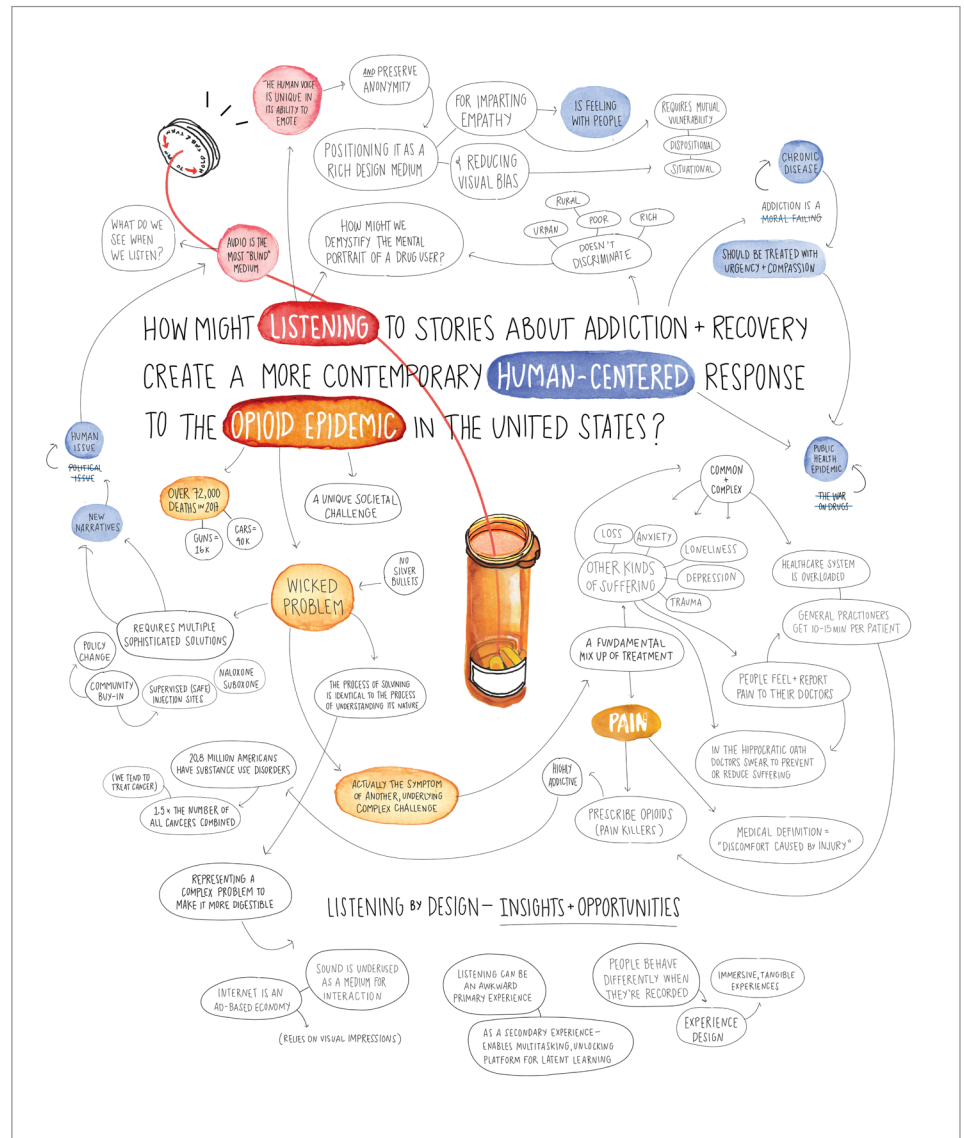 THE HUMAN VOICE
IS UNIQUE IN
ITS ABILITY TO
EMOTE
AND PRESERVE
ANONYMITY
POSITIONING IT AS A
RICH DESIGN MEDIUM
FOR IMPARTING
EMPATHY
IS FEELING
WITH PEOPLE
& REDUCING
VISUAL BIAS
REQUIRES MUTUAL
VULNERABILITY
DISPOSITIONAL
SITUATIONAL
CHRONIC
DISEASE
ADDICTION IS A
MORAL FAILING
SHOULD BE TREATED WITH
URGENCY + COMPASSION
WHAT DO WE
SEE WHEN
WE LISTEN?
AUDIO IS THE
MOST "BLIND"
MEDIUM
HOW MIGHT WE
DEMYSTIFY THE MENTAL
PORTRAIT OF A DRUG USER?
RURAL
URBAN
POOR
RICH
DOESN'T
DISCRIMINATE
HOW MIGHT LISTENING TO STORIES ABOUT ADDICTION + RECOVERY
CREATE A MORE CONTEMPORARY HUMAN-CENTERED RESPONSE
TO THE OPIOID EPIDEMIC IN THE UNITED STATES?
HUMAN
ISSUE
POLITICAL
ISSUE
NEW
NARRATIVES
OVER 72,000
DEATHS IN 2017
GUNS=
16K
CARS=
40K
A UNIQUE SOCIETAL
CHALLENGE
PUBLIC
HEALTH
EPIDEMIC
THE WAR
ON DRUGS
COMMON
+
COMPLEX
LOSS
ANXIETY
LONELINESS
DEPRESSION
TRAUMA
OTHER KINDS
OF SUFFERING
HEALTHCARE SYSTEM
IS OVERLOADED
GENERAL PRACTIONERS
GET 10-15 MIN PER PATIENT
WICKED
PROBLEM
NO
SILVER
BULLETS
REQUIRES MULTIPLE
SOPHISTICATED SOLUTIONS
POLICY
CHANGE
COMMUNITY
BUY-IN
SUPERVISED (SAFE)
INJECTION SITES
NALOXONE
SUBOXONE
A FUNDAMENTAL
MIX UP OF TREATMENT
PEOPLE FEEL + REPORT
PAIN TO THEIR DOCTORS
THE PROCESS OF SOLVING
IS IDENTICAL TO THE PROCESS
OF UNDERSTANDING ITS NATURE
PAIN
IN THE HIPPOCRATIC OATH
DOCTORS SWEAR TO PREVENT
OR REDUCE SUFFERING
20.8 MILLION AMERICANS
HAVE SUBSTANCE USE DISORDERS
(WE TEND TO
TREAT CANCER)
1.5 x THE NUMBER OF
ALL CANCERS COMBINED
ACTUALLY THE SYMPTOM
OF ANOTHER, UNDERLYING
COMPLEX CHALLENGE
HIGHLY
ADDICTIVE
PRESCRIBE OPIOIDS
(PAIN KILLERS)
MEDICAL DEFINITION =
"DISCOMFORT CAUSED BY INJURY"
REPRESENTING A
COMPLEX PROBLEM TO
MAKE IT MORE DIGESTIBLE
LISTENING BY DESIGN – INSIGHTS + OPPORTUNITIES
SOUND IS UNDERUSED
AS A MEDIUM FOR
INTERACTION
INTERNET IS AN
AD-BASED ECONOMY
(RELIES ON VISUAL IMPRESSIONS)
LISTENING CAN BE
AN AWKWARD
PRIMARY EXPERIENCE
AS A SECONDARY EXPERIENCE–
ENABLES MULTITASKING, UNLOCKING
PLATFORM FOR LATENT LEARNING
PEOPLE BEHAVE
DIFFERENTLY WHEN
THEY'RE RECORDED
IMMERSIVE, TANGIBLE
EXPERIENCES
EXPERIENCE
DESIGN